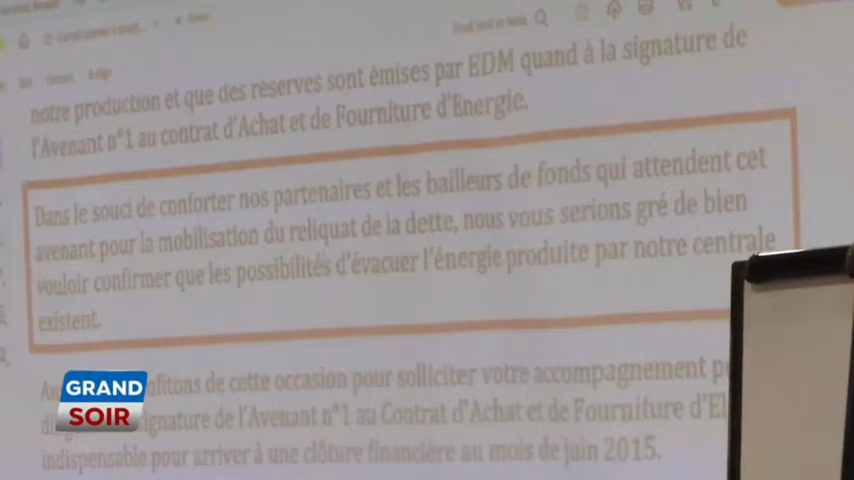 notre production et que des reserves sont émises par EDM quand à la signature de
l'Avenant n°1 au contrat d'Achat et de Fourniture d'Energie.
Dans le souci de conforter nos partenaires et les bailleurs de fonds qui attendent cet
avenant pour la mobilisation du reliquat de la dette, nous vous serions gré de bien
vouloir confirmer que les possibilités d'évacuer l'énergie produite par notre centrale
existent.
de cette occasion pour solliciter votre accompagnement
de l'Avenant n°1 au Contrat d'Achat et de Fourniture
indispensable pour arriver à une clôture financière au mois de juin 2015.
GRAND
SOIR